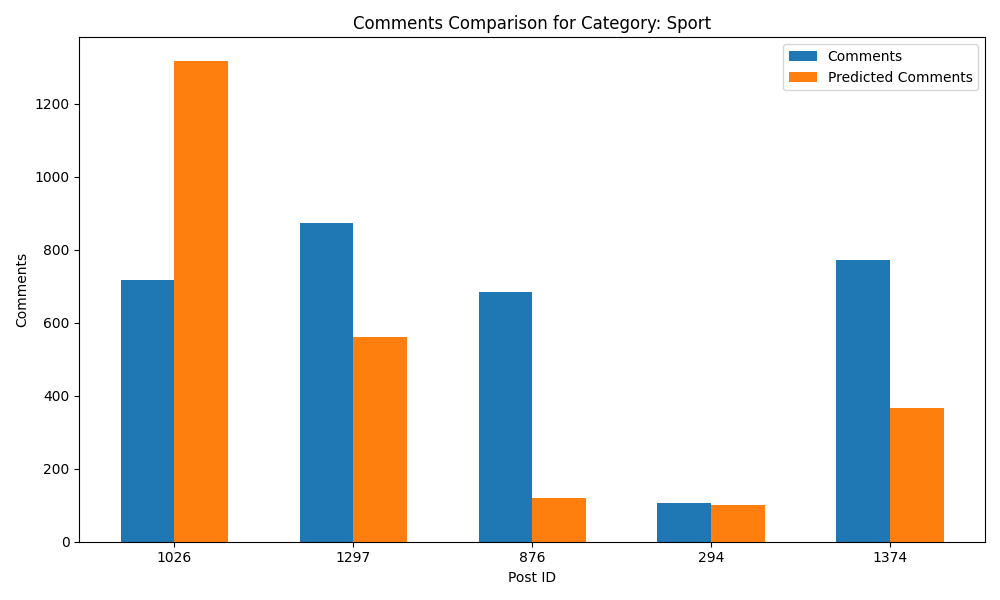 Comments Comparison for Category: Sport
Comments
Predicted Comments
Comments
1200
1000
800
600
400
200
0
1026 1297 876 294 1374
Post ID